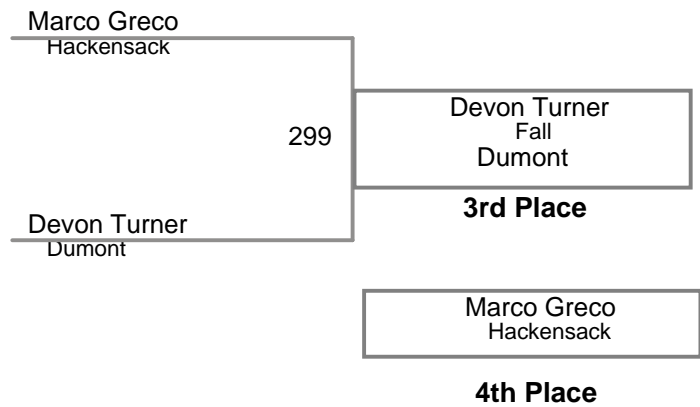 Marco Greco
Hackensack
299
Devon Turner
Fall
Dumont
3rd Place
Devon Turner
Dumont
Marco Greco
Hackensack
4th Place